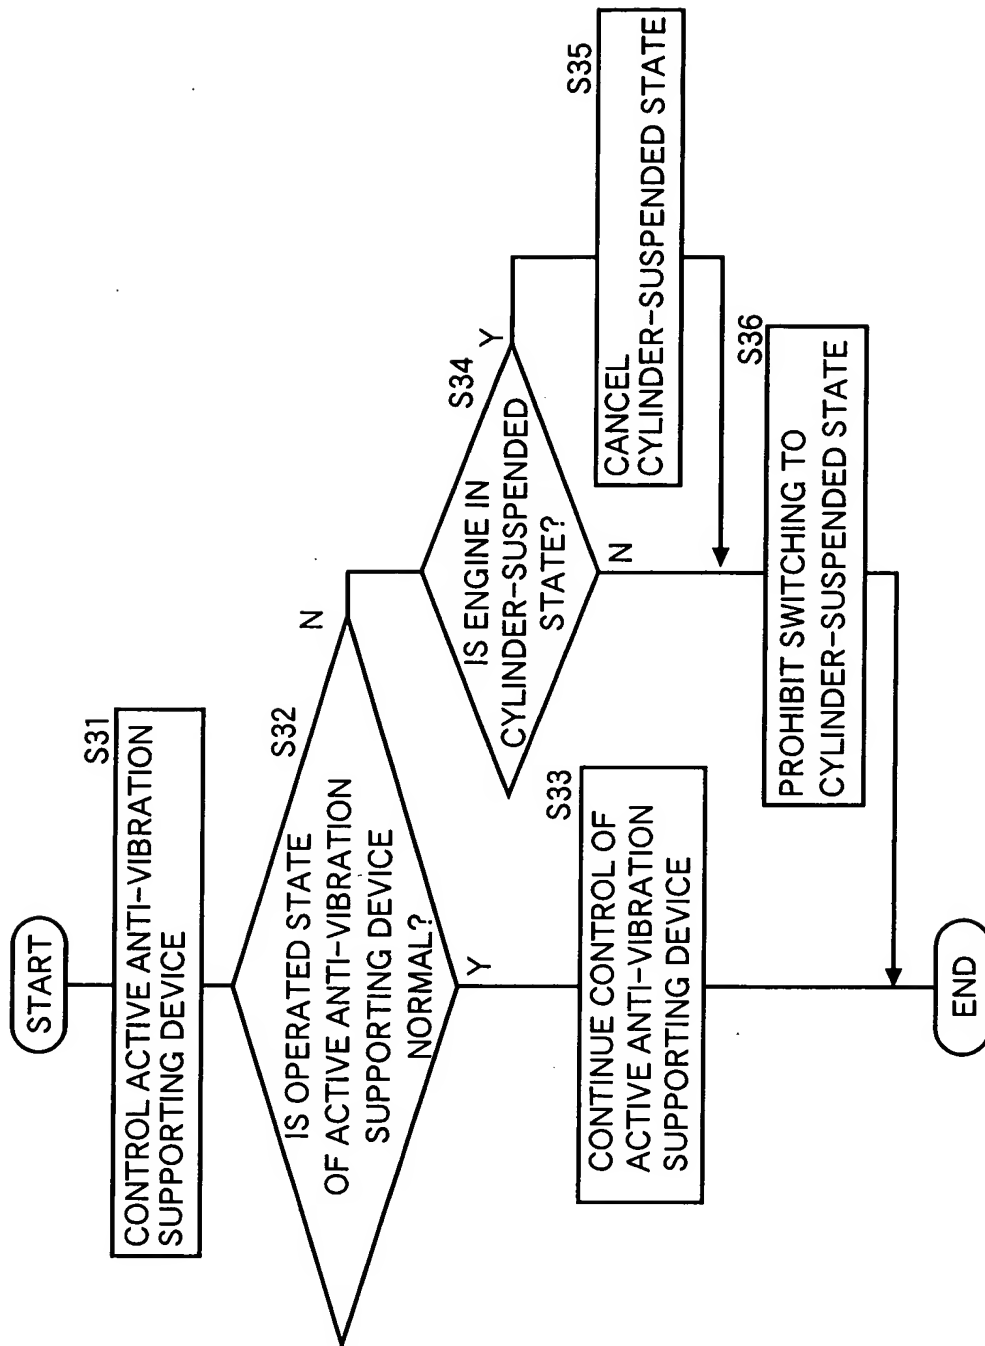 START
S31
CONTROL ACTIVE ANTI-VIBRATION
SUPPORTING DEVICE
S32
IS OPERATED STATE
OF ACTIVE ANTI-VIBRATION
SUPPORTING DEVICE
NORMAL?
N
Y
S34
IS ENGINE IN
CYLINDER-SUSPENDED
STATE?
Y
N
S33
CONTINUE CONTROL OF
ACTIVE ANTI-VIBRATION
SUPPORTING DEVICE
S35
CANCEL
CYLINDER-SUSPENDED STATE
S36
PROHIBIT SWITCHING TO
CYLINDER-SUSPENDED STATE
END